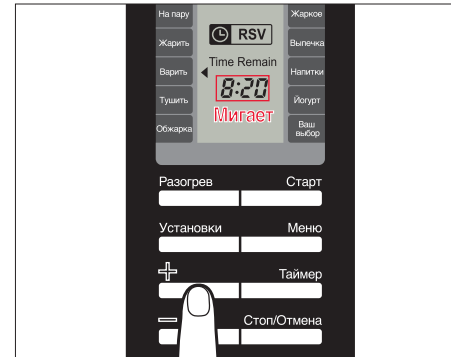 На пару
Жарить
Варить
Тушить
Обжарка
RSV
Time Remain
8:20
Мигает
Жаркое
Выпечка
Напитки
Йогурт
Ваш
выбор
Разогрев Старт
Установки Меню
+ Таймер
− Стоп/Отмена